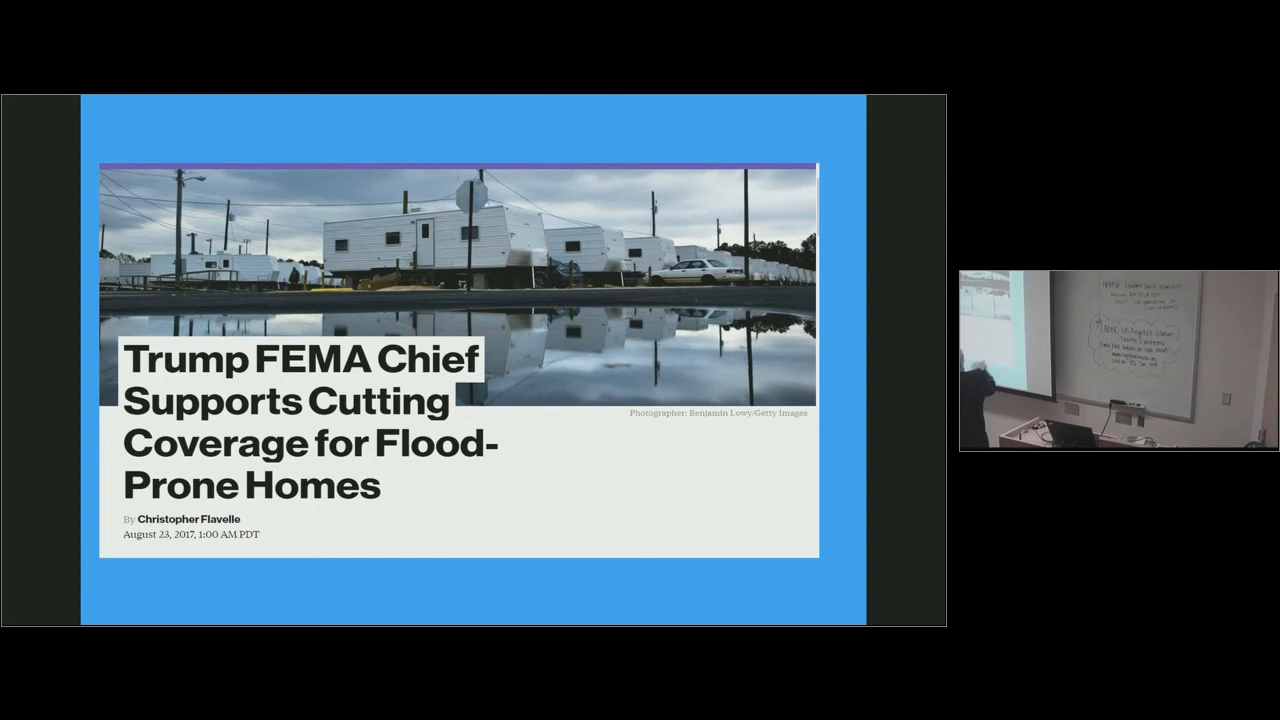 Trump FEMA Chief
Supports Cutting
Coverage for Flood-
Prone Homes
Photographer: Benjamin Lowy/Getty Images
By Christopher Flavelle
August 23, 2017, 1:00 AM PDT